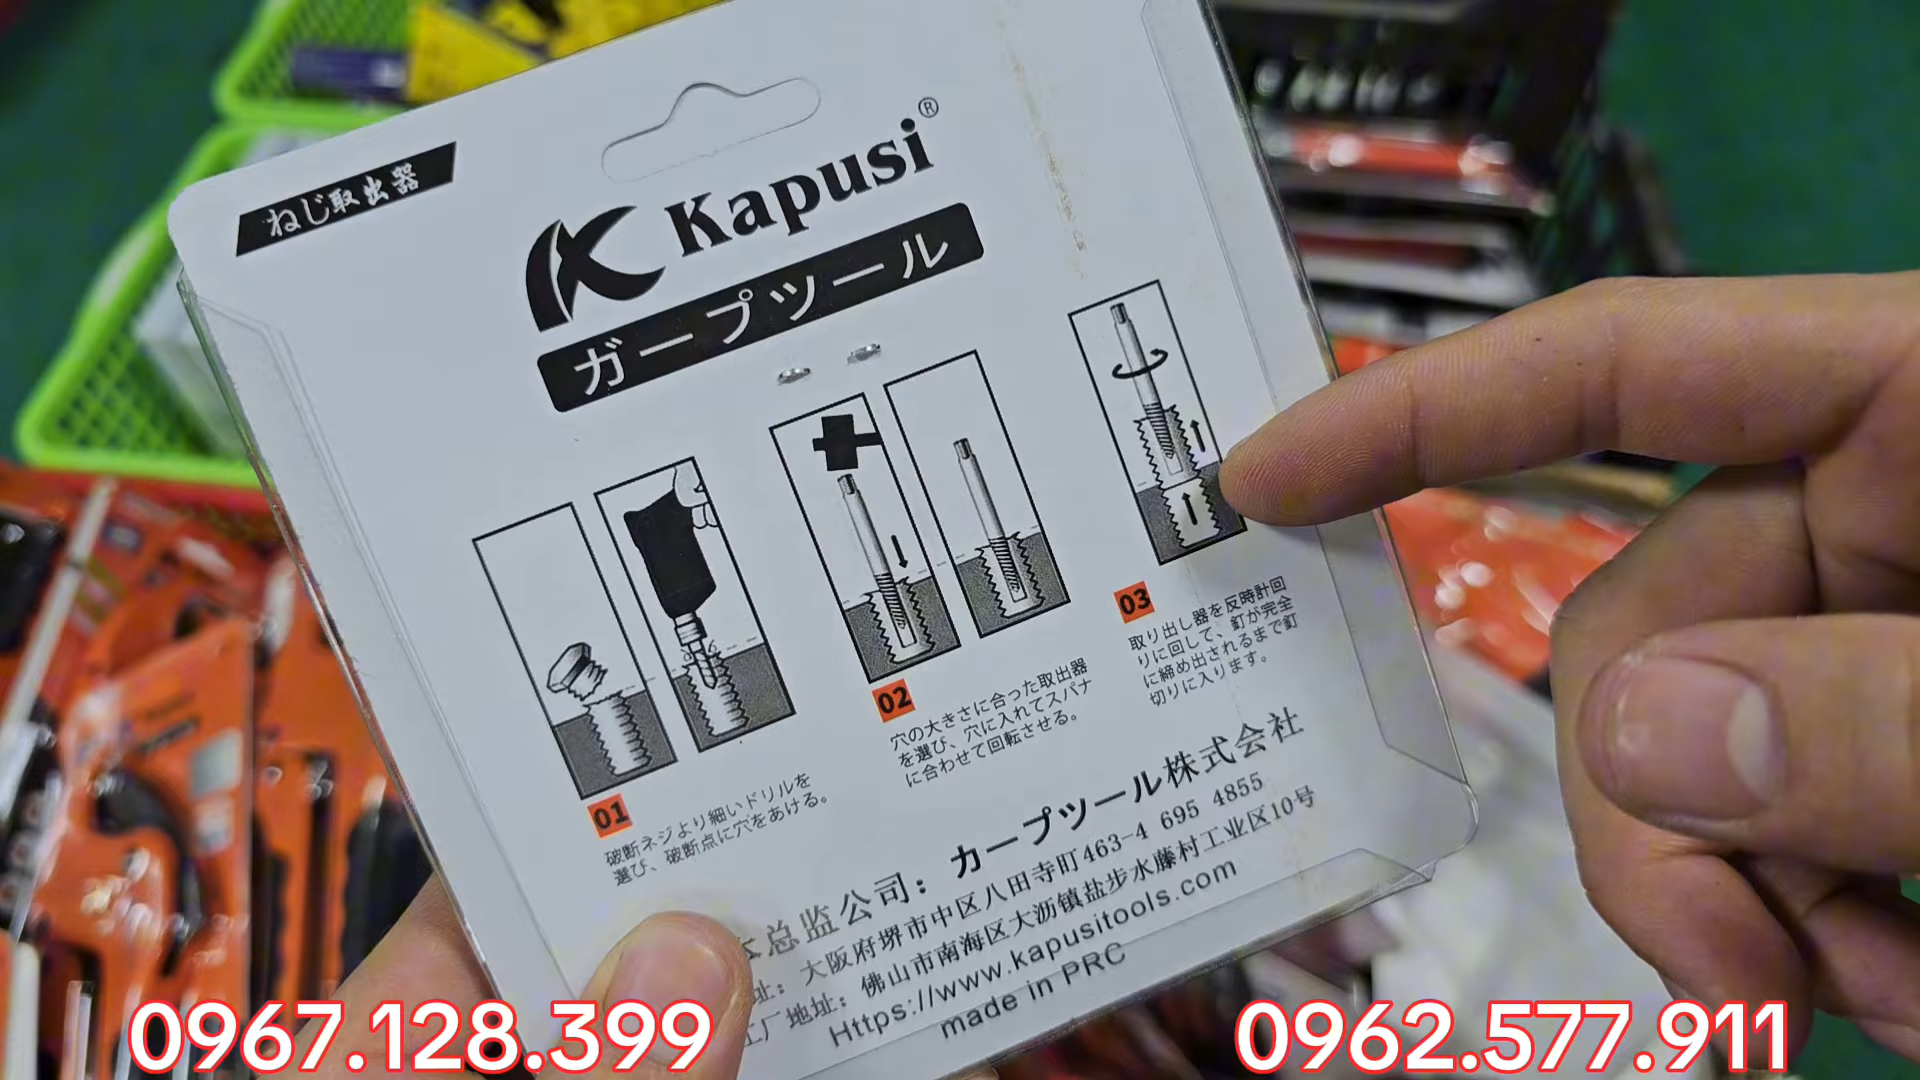 ねじ取出器
Kapusi®
ガープツール
01
破断ネジより細いドリルを
選び、破断点に穴をあける。
02
穴の大きさに合った取出器
を選び、穴に入れてスパナ
に合わせて回転させる。
03
取り出し器を反時計回
りに回して、釘が完全
に締め出されるまで釘
切りに入ります。
总监公司：カープツール株式会社
址：大阪府堺市中区八田寺町463-4 695 4855
工厂地址：佛山市南海区大沥镇盐步水藤村工业区10号
Https://www.kapusitools.com
made in PRC
0967.128.399
0962.577.911